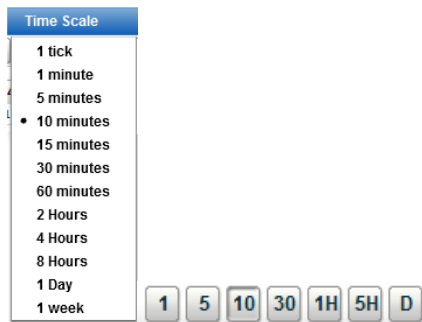 Time Scale
1 tick
1 minute
5 minutes
• 10 minutes
15 minutes
30 minutes
60 minutes
2 Hours
4 Hours
8 Hours
1 Day
1 week
1 5 10 30 1H 5H D